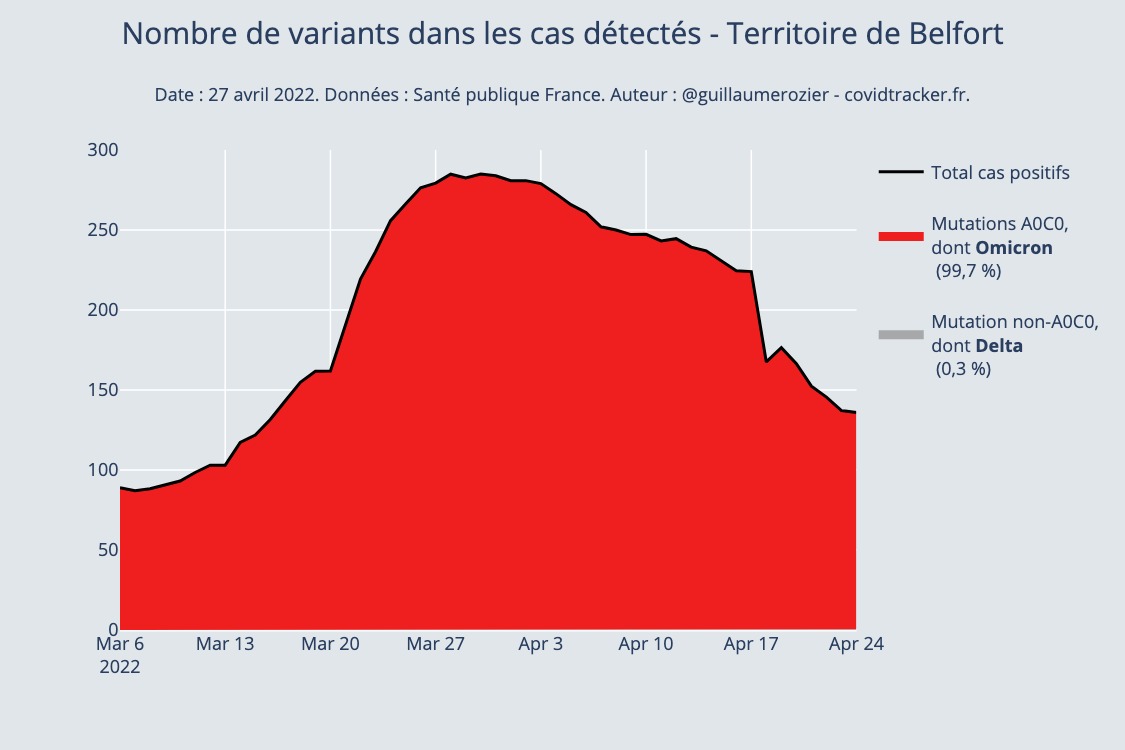 Nombre de variants dans les cas détectés - Territoire de Belfort
Date : 27 avril 2022. Données : Santé publique France. Auteur : @guillaumerozier - covidtracker.fr.
300
250
200
150
100
50
0
Mar 6
2022
Mar 13
Mar 20
Mar 27
Apr 3
Apr 10
Apr 17
Apr 24
Total cas positifs
Mutations A0C0,
dont Omicron
(99,7 %)
Mutation non-A0C0,
dont Delta
(0,3 %)